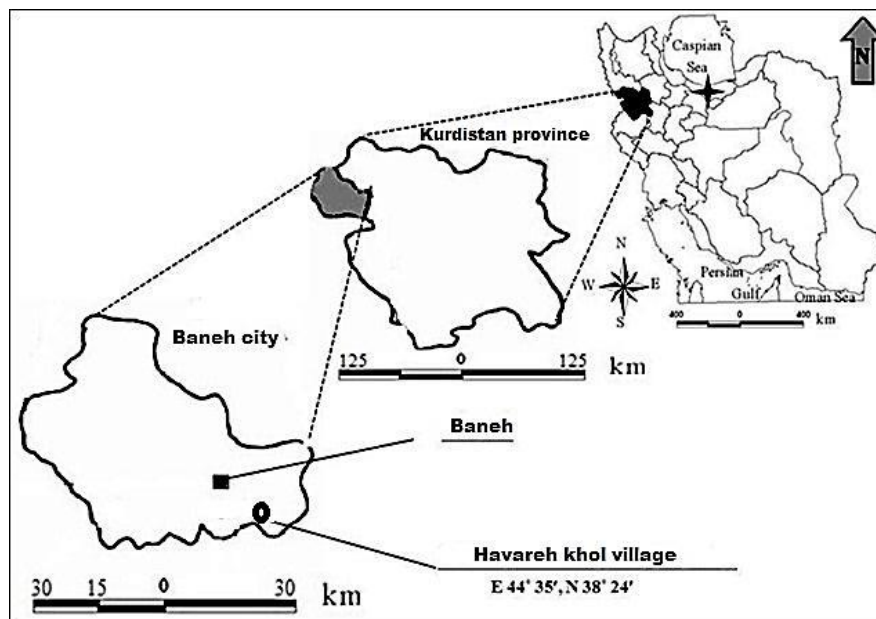 Caspian
Sea
N
Kurdistan province
Persian
Gulf
Oman Sea
N
W E
S
400 0 400
km
Baneh city
125 0 125
km
Baneh
Havareh khol village
E 44° 35′, N 38° 24′
30 15 0 30
km